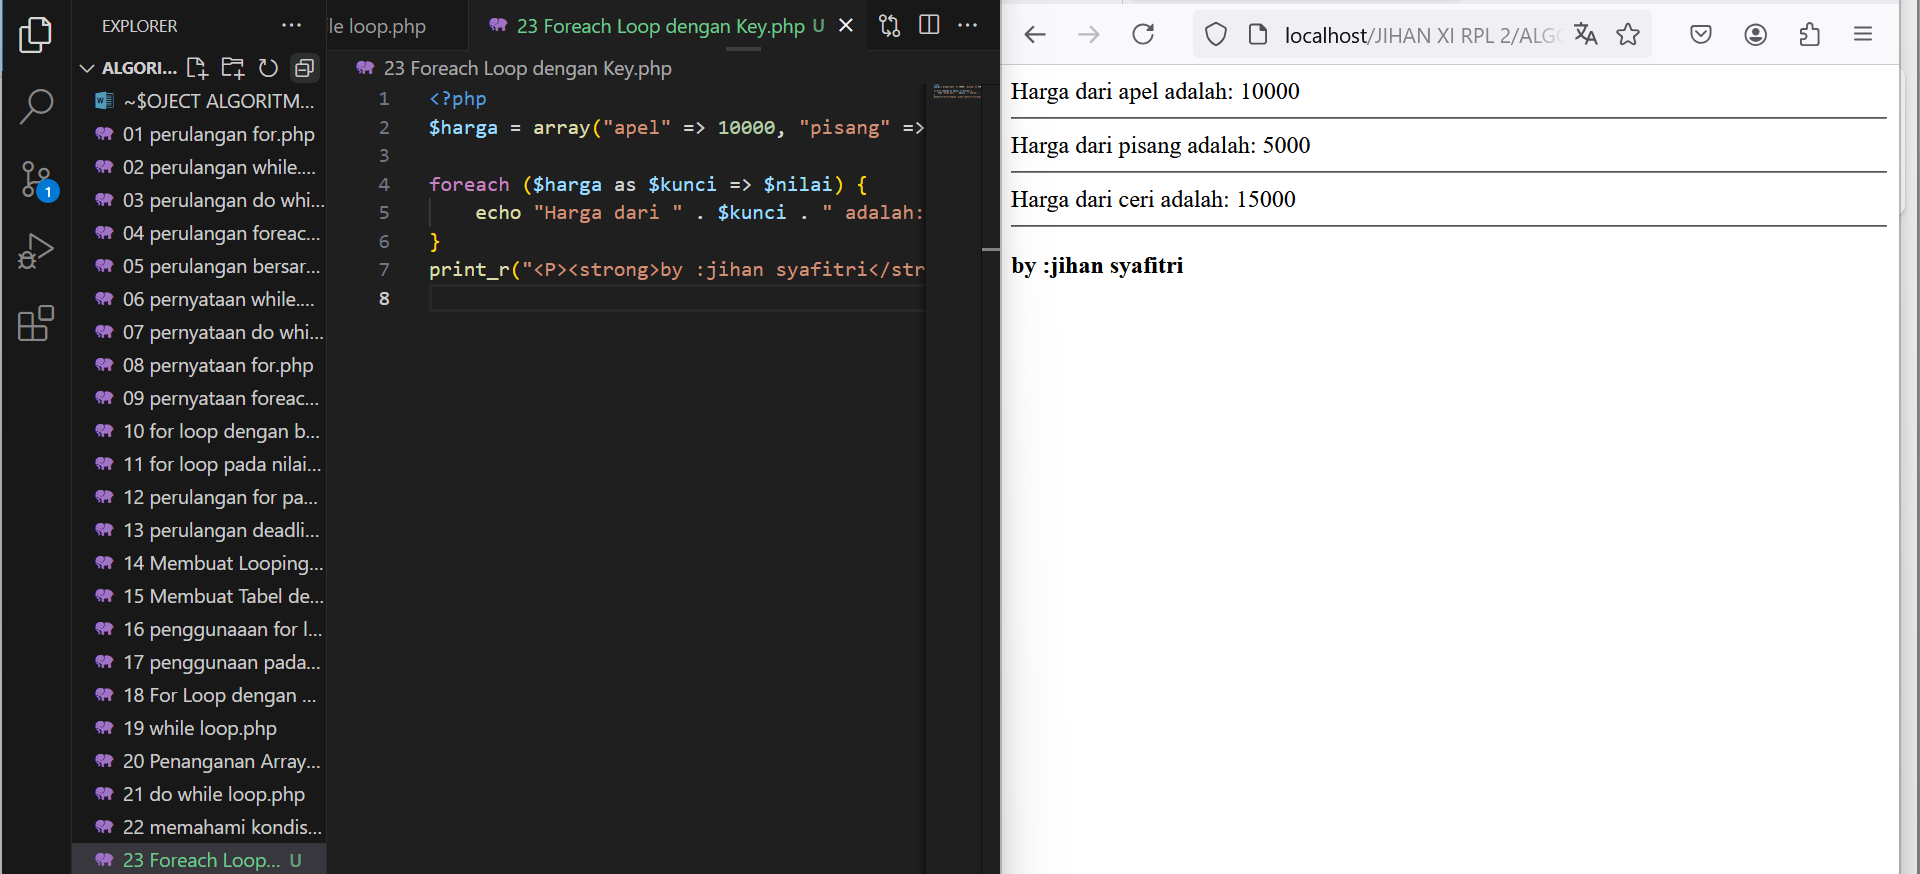 EXPLORER
ALGORI...
~$OJECT ALGORITM...
01 perulangan for.php
02 perulangan while....
03 perulangan do whi...
04 perulangan foreac...
05 perulangan bersar...
06 pernyataan while....
07 pernyataan do whi...
08 pernyataan for.php
09 pernyataan foreac...
10 for loop dengan b...
11 for loop pada nilai...
12 perulangan for pa...
13 perulangan deadli...
14 Membuat Looping...
15 Membuat Tabel de...
16 penggunaaan for l...
17 penggunaan pada...
18 For Loop dengan ...
19 while loop.php
20 Penanganan Array...
21 do while loop.php
22 memahami kondis...
23 Foreach Loop... U
1
le loop.php
23 Foreach Loop dengan Key.php U
23 Foreach Loop dengan Key.php
1 <?php
2 $harga = array("apel" => 10000, "pisang" =>
3
4 foreach ($harga as $kunci => $nilai) {
5 echo "Harga dari " . $kunci . " adalah:
6 }
7 print_r("<P><strong>by :jihan syafitri</str
8
localhost/JIHAN XI RPL 2/ALGO
Harga dari apel adalah: 10000
Harga dari pisang adalah: 5000
Harga dari ceri adalah: 15000
by :jihan syafitri